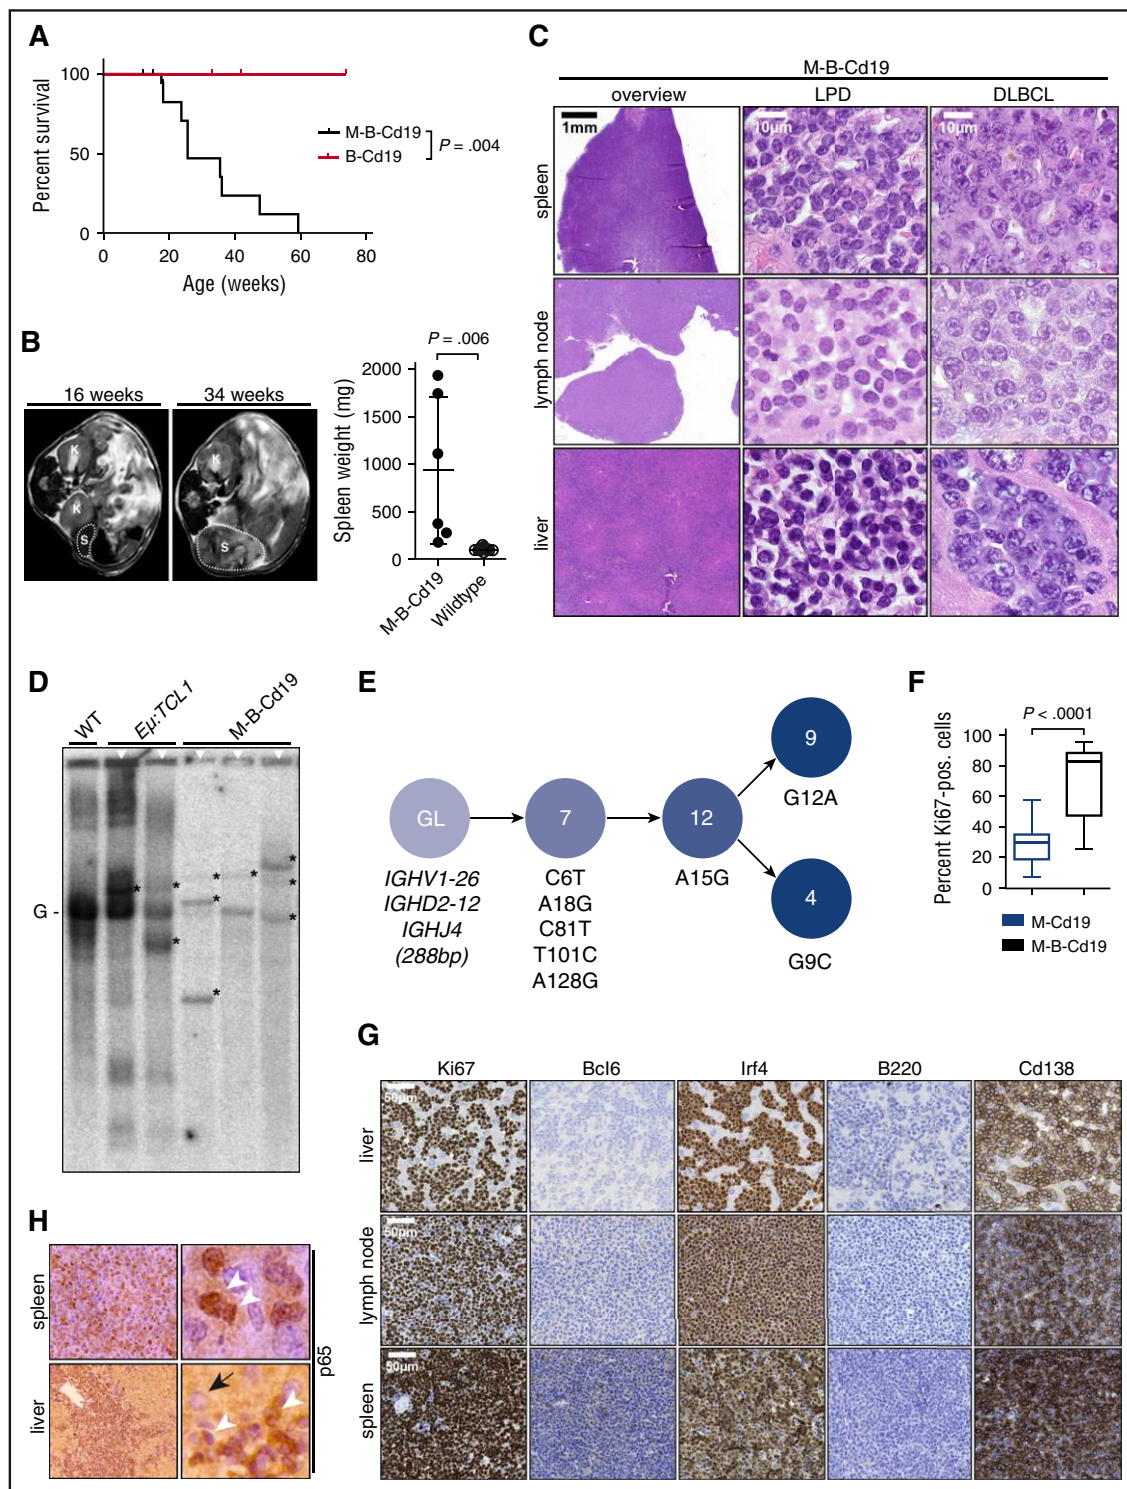 A
Percent survival
100
50
0
0 20 40 60 80
Age (weeks)
M-B-Cd19
B-Cd19
P = .004
B
16 weeks
34 weeks
K
K
S
K
S
P = .006
Spleen weight (mg)
2000
1500
1000
500
0
M-B-Cd19
Wildtype
C
M-B-Cd19
overview LPD DLBCL
spleen
1mm
10µm
10µm
lymph node
liver
D
WT
Eµ:TCL1
M-B-Cd19
G -
* * * * * * * * * *
E
GL
7
12
9
4
IGHV1-26
IGHD2-12
IGHJ4
(288bp)
C6T
A18G
C81T
T101C
A128G
A15G
G12A
G9C
F
P < .0001
Percent Ki67-pos. cells
100
80
60
40
20
0
M-Cd19
M-B-Cd19
G
Ki67 Bcl6 Irf4 B220 Cd138
liver
50µm
lymph node
50µm
spleen
50µm
H
spleen
liver
p65